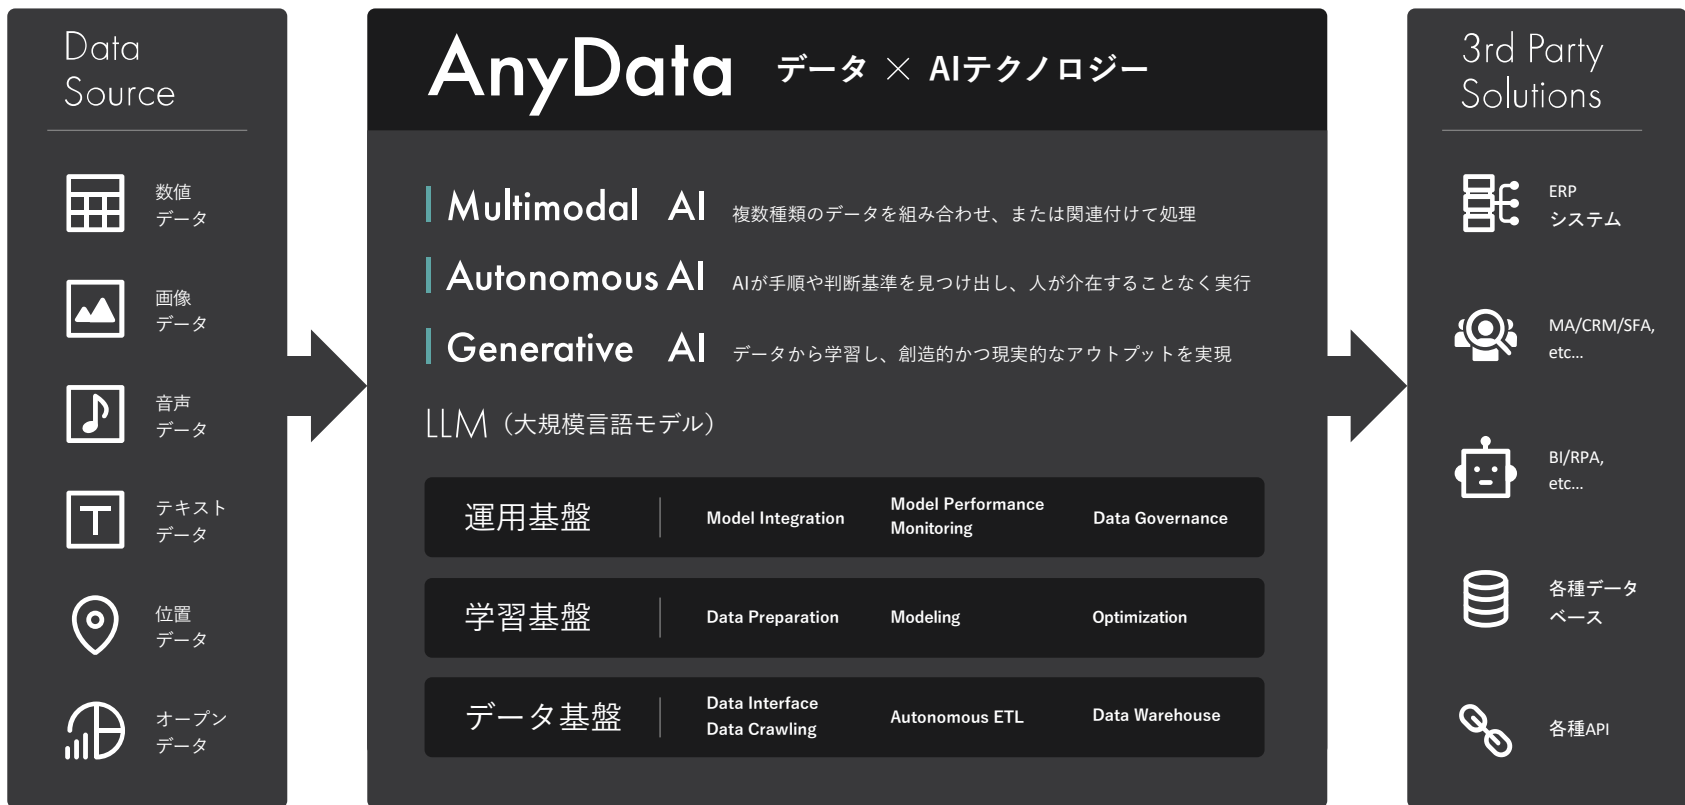 Data
Source
数値
データ
画像
データ
音声
データ
テキスト
データ
位置
データ
オープン
データ
AnyData データ × AIテクノロジー
Multimodal AI 複数種類のデータを組み合わせ、または関連付けて処理
Autonomous AI AIが手順や判断基準を見つけ出し、人が介在することなく実行
Generative AI データから学習し、創造的かつ現実的なアウトプットを実現
LLM（大規模言語モデル）
運用基盤
Model Integration
Model Performance
Monitoring
Data Governance
学習基盤
Data Preparation
Modeling
Optimization
データ基盤
Data Interface
Data Crawling
Autonomous ETL
Data Warehouse
3rd Party
Solutions
ERP
システム
MA/CRM/SFA,
etc...
BI/RPA,
etc...
各種データ
ベース
各種API